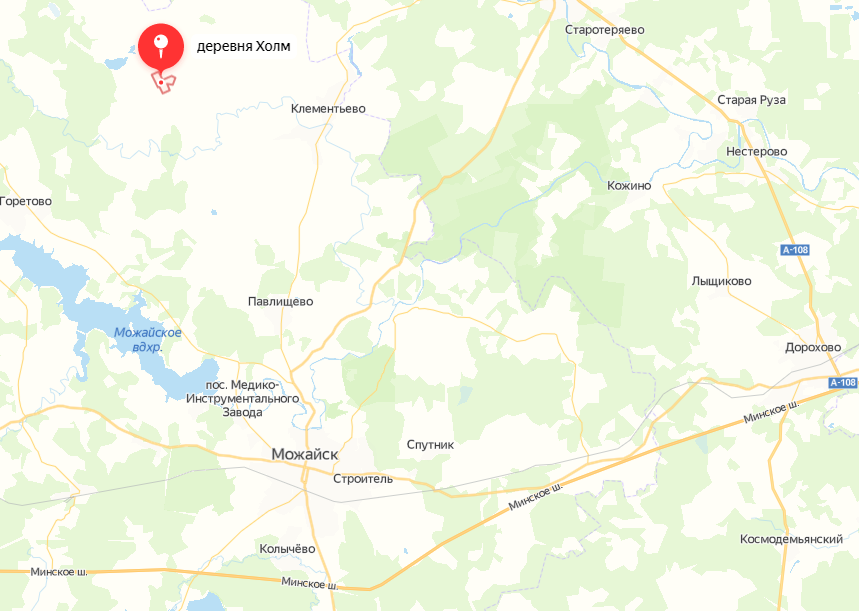 Старотеряево
деревня Холм
Клементьево
Старая Руза
Нестерово
Кожино
Горетово
А-108
Лыщиково
Павлищево
Можайское
вдхр.
Дорохово
А-108
пос. Медико-
Инструментального
Завода
Минское ш.
Спутник
Можайск
Строитель
Минское ш.
Космодемьянский
Колычёво
Минское ш.
Минское ш.